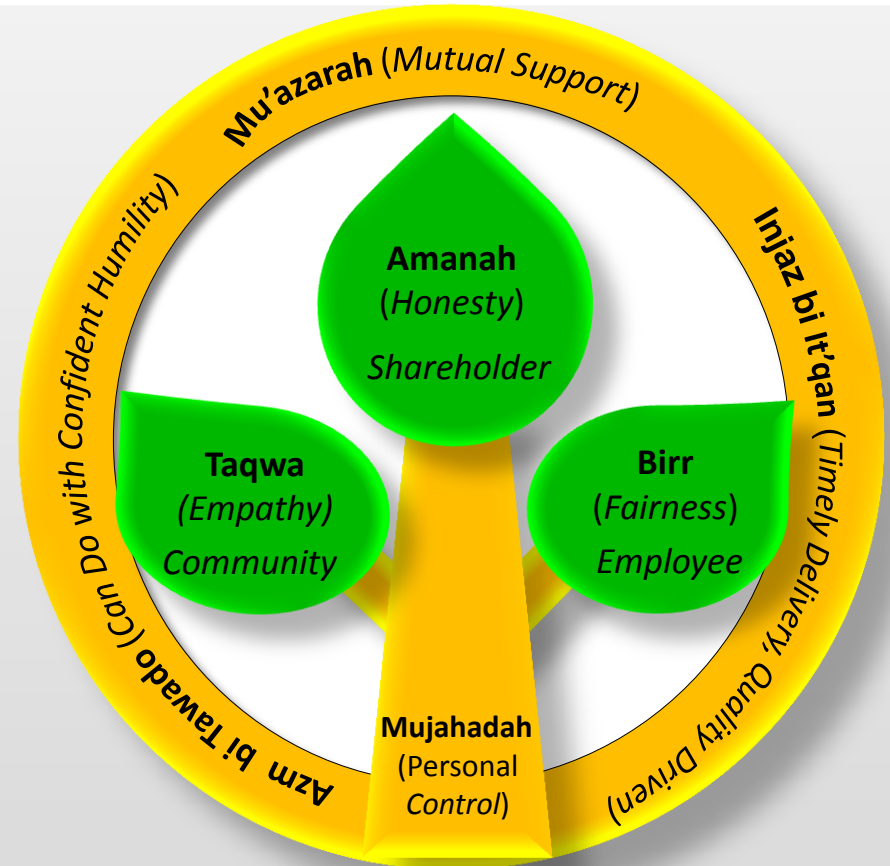 Mu’azarah (Mutual Support)
Injaz bi It’qan (Timely Delivery, Quality Driven)
Azm bi Tawado (Can Do with Confident Humility)
Amanah
(Honesty)
Shareholder
Taqwa
(Empathy)
Community
Birr
(Fairness)
Employee
Mujahadah
(Personal
Control)